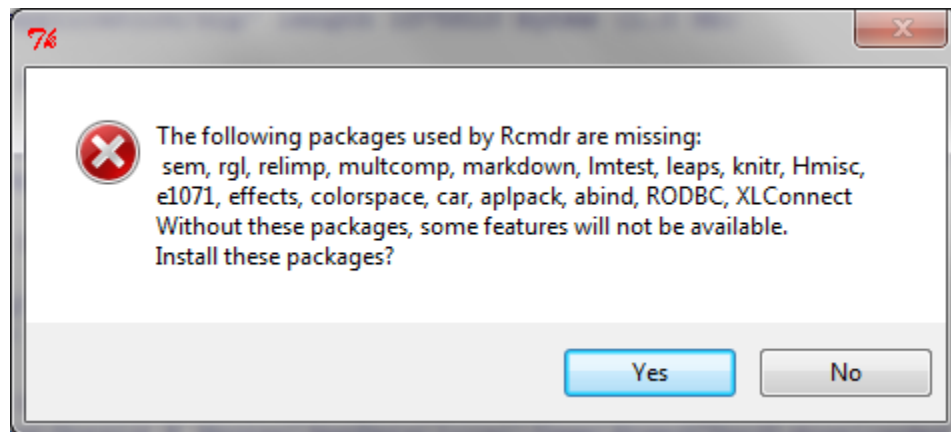 The following packages used by Rcmdr are missing:
sem, rgl, relimp, multcomp, markdown, lmtest, leaps, knitr, Hmisc,
e1071, effects, colorspace, car, aplpack, abind, RODBC, XLConnect
Without these packages, some features will not be available.
Install these packages?
Yes
No